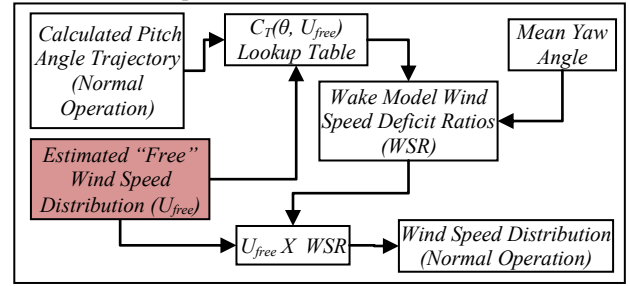 Calculated Pitch
Angle Trajectory
(Normal
Operation)
C_T(θ, U_free)
Lookup Table
Mean Yaw
Angle
Wake Model Wind
Speed Deficit Ratios
(WSR)
Estimated “Free”
Wind Speed
Distribution (U_free)
U_free X WSR
Wind Speed Distribution
(Normal Operation)